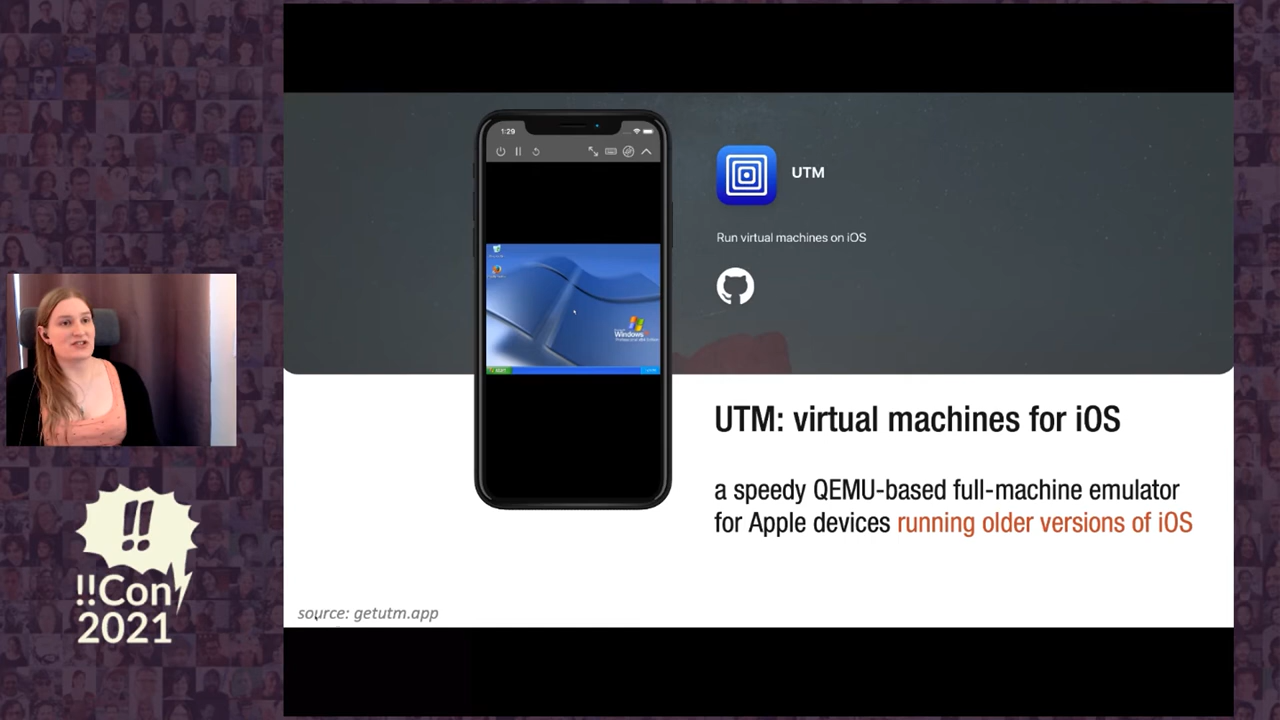 1:29
Windows
UTM
Run virtual machines on iOS
UTM: virtual machines for iOS
a speedy QEMU-based full-machine emulator
for Apple devices running older versions of iOS
source: getutm.app
!!
!!Con
2021